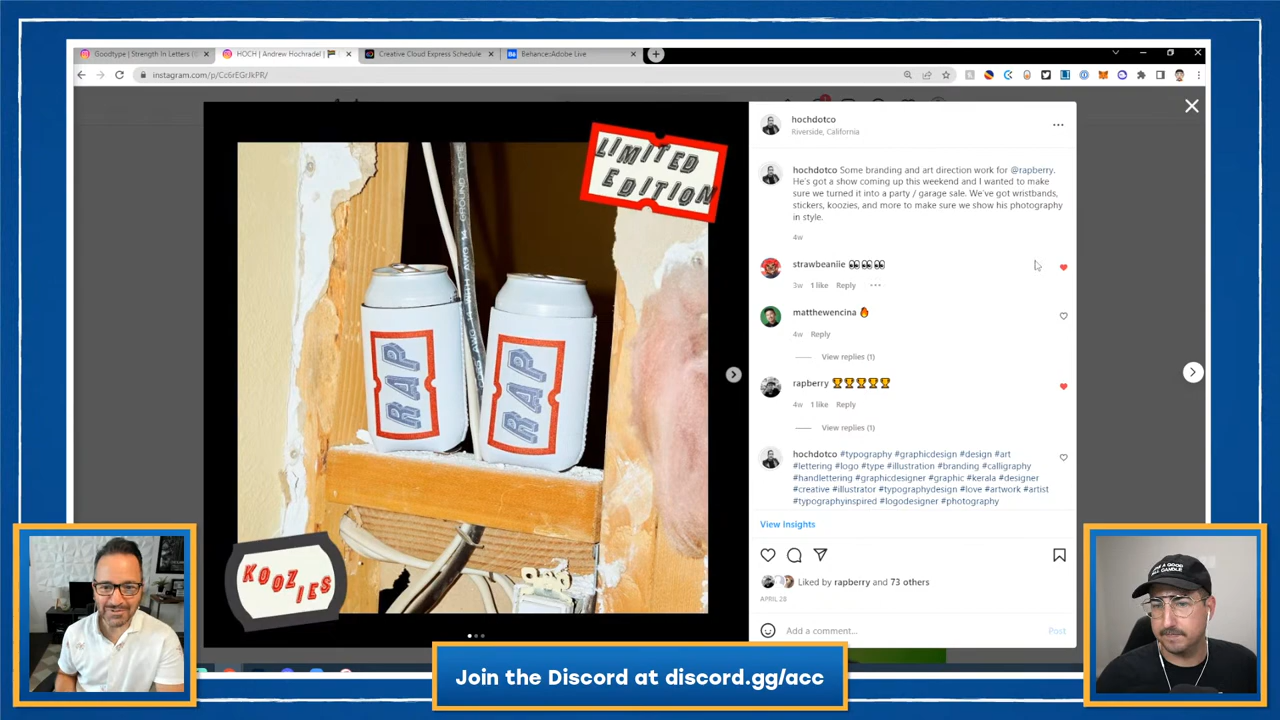 Goodtype | Strength In Letters (
HOCH | Andrew Hochradel |
Creative Cloud Express Schedule
Behance::Adobe Live
instagram.com/p/Cc6rEGrJkPR/
LIMITED
EDITION
RAP
RAP
KOOZIES
hochdotco
Riverside, California
hochdotco Some branding and art direction work for @rapberry.
He's got a show coming up this weekend and I wanted to make
sure we turned it into a party / garage sale. We've got wristbands,
stickers, koozies, and more to make sure we show his photography
in style.
4w
strawbeaniie 👀👀👀
3w 1 like Reply
matthewencina 🔥
4w Reply
View replies (1)
rapberry 🏆🏆🏆🏆🏆
4w 1 like Reply
View replies (1)
hochdotco #typography #graphicdesign #design #art
#lettering #logo #type #illustration #branding #calligraphy
#handlettering #graphicdesigner #graphic #kerala #designer
#creative #illustrator #typographydesign #love #artwork #artist
#typographyinspired #logodesigner #photography
View Insights
Liked by rapberry and 73 others
APRIL 28
Add a comment...
Post
Join the Discord at discord.gg/acc